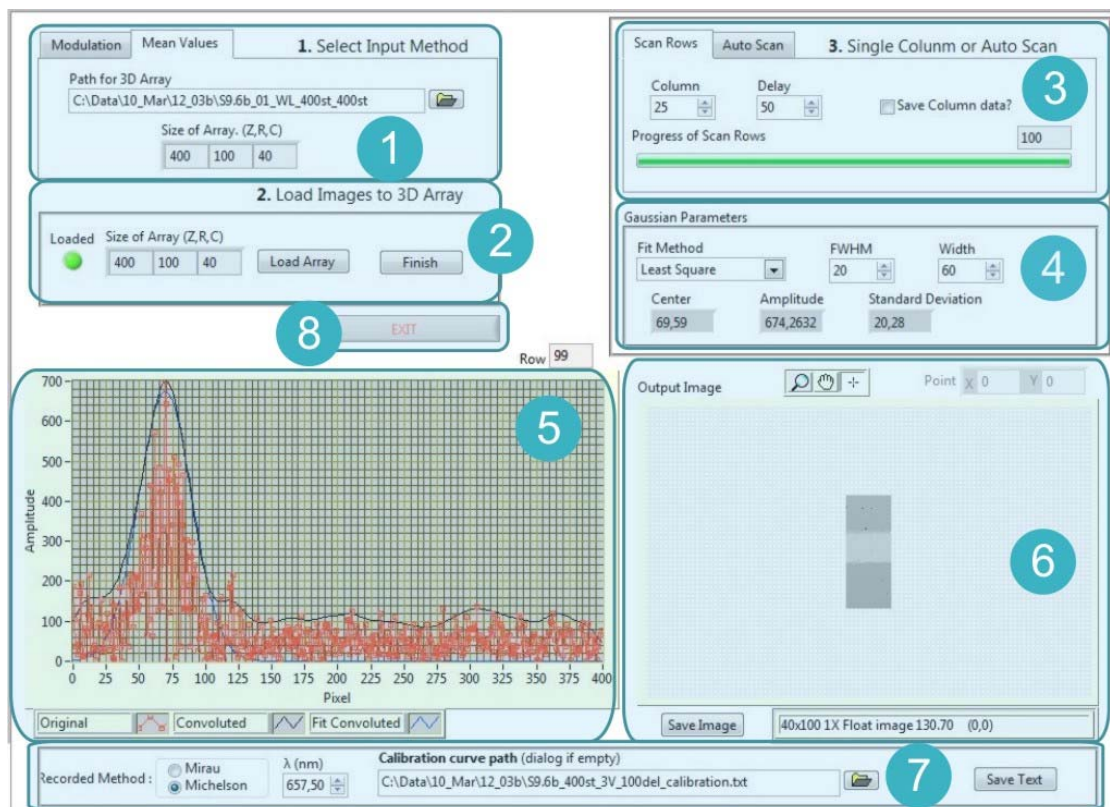 Modulation
Mean Values
1. Select Input Method
Path for 3D Array
C:\Data\10_Mar\12_03b\S9.6b_01_WL_400st_400st
Size of Array. (Z,R,C)
400 100 40
1
2. Load Images to 3D Array
Loaded
Size of Array (Z,R,C)
400 100 40
Load Array
Finish
2
8
EXIT
Scan Rows
Auto Scan
3. Single Colunm or Auto Scan
Column
25
Delay
50
Save Column data?
3
Progress of Scan Rows
100
Gaussian Parameters
Fit Method
Least Square
FWHM
20
Width
60
4
Center
69,59
Amplitude
674,2632
Standard Deviation
20,28
Row 99
5
Amplitude
700
600
500
400
300
200
100
0
0 25 50 75 100 125 150 175 200 225 250 275 300 325 350 375 400
Pixel
Original
Convoluted
Fit Convoluted
Output Image
Point X 0 Y 0
6
Save Image
40x100 1X Float image 130.70 (0,0)
Recorded Method :
Mirau
Michelson
λ (nm)
657,50
Calibration curve path (dialog if empty)
C:\Data\10_Mar\12_03b\S9.6b_400st_3V_100del_calibration.txt
7
Save Text